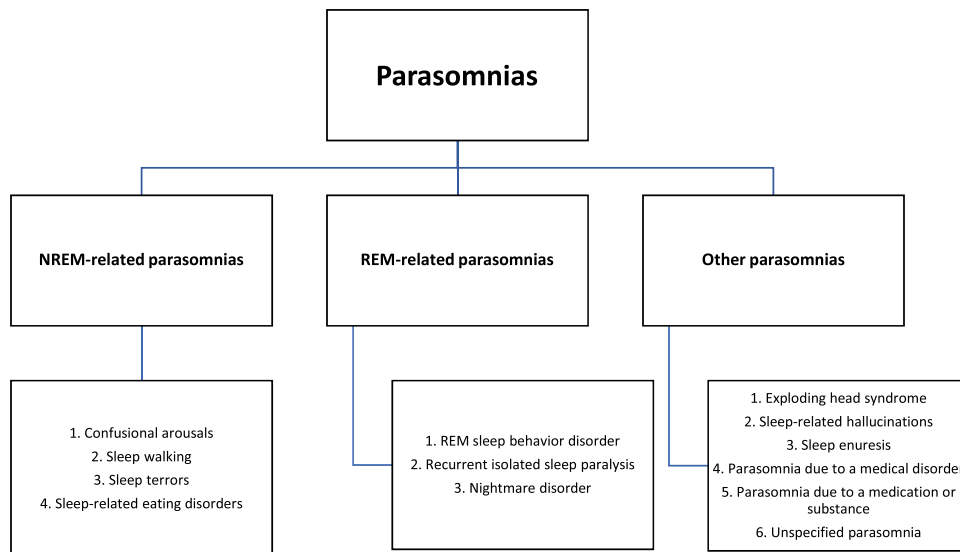 Parasomnias
NREM-related parasomnias
REM-related parasomnias
Other parasomnias
1. Confusional arousals
2. Sleep walking
3. Sleep terrors
4. Sleep-related eating disorders
1. REM sleep behavior disorder
2. Recurrent isolated sleep paralysis
3. Nightmare disorder
1. Exploding head syndrome
2. Sleep-related hallucinations
3. Sleep enuresis
4. Parasomnia due to a medical disorder
5. Parasomnia due to a medication or
substance
6. Unspecified parasomnia